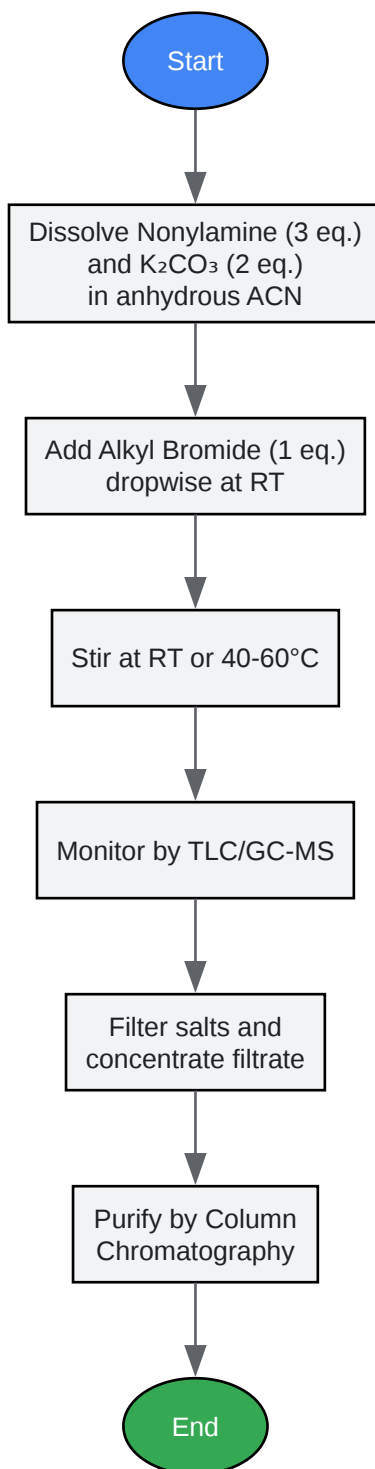 Start
Dissolve Nonylamine (3 eq.)
and K₂CO₃ (2 eq.)
in anhydrous ACN
Add Alkyl Bromide (1 eq.)
dropwise at RT
Stir at RT or 40-60°C
Monitor by TLC/GC-MS
Filter salts and
concentrate filtrate
Purify by Column
Chromatography
End